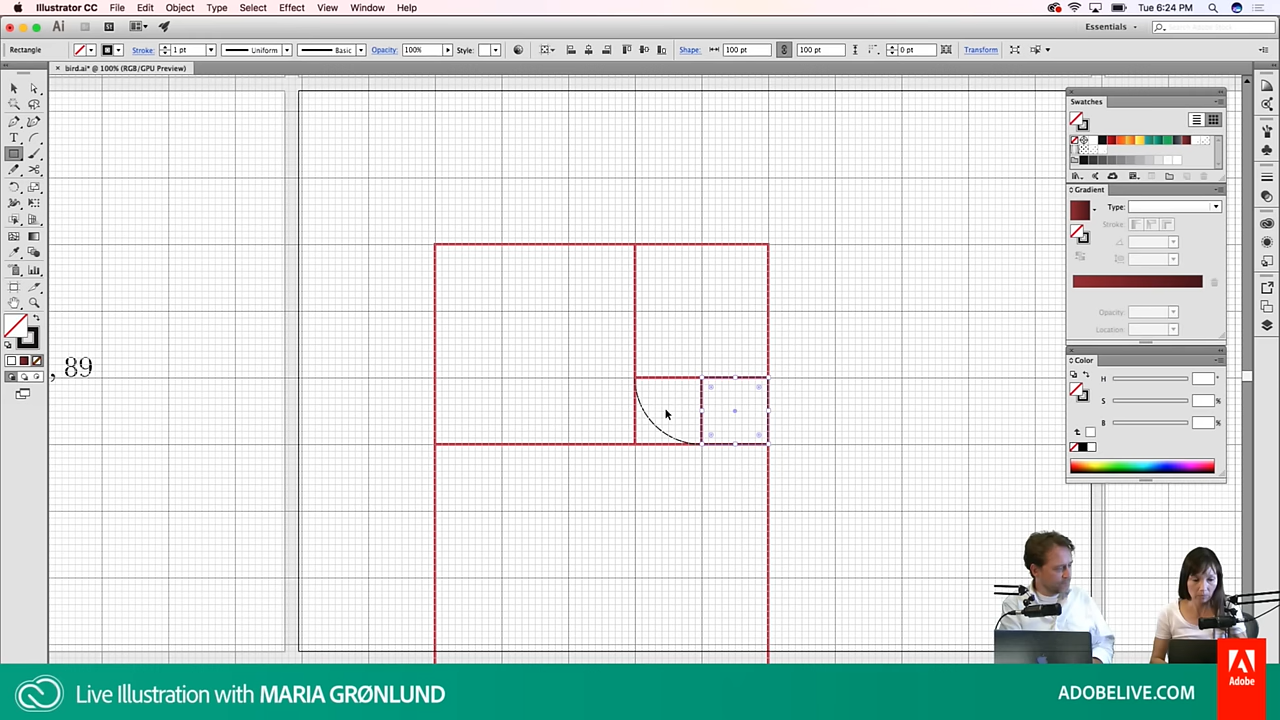 Illustrator CC File Edit Object Type Select Effect View Window Help
Tue 6:24 PM
Ai St Essentials
Rectangle Stroke: 1 pt Uniform Basic Opacity: 100% Style: Shape: 100 pt 100 pt 0 pt Transform
× bird.ai* @ 100% (RGB/GPU Preview)
Swatches
Gradient
Type:
Stroke:
Opacity
Location
Color
H °
S %
B %
, 89
Live Illustration with MARIA GRØNLUND
ADOBELIVE.COM
Adobe